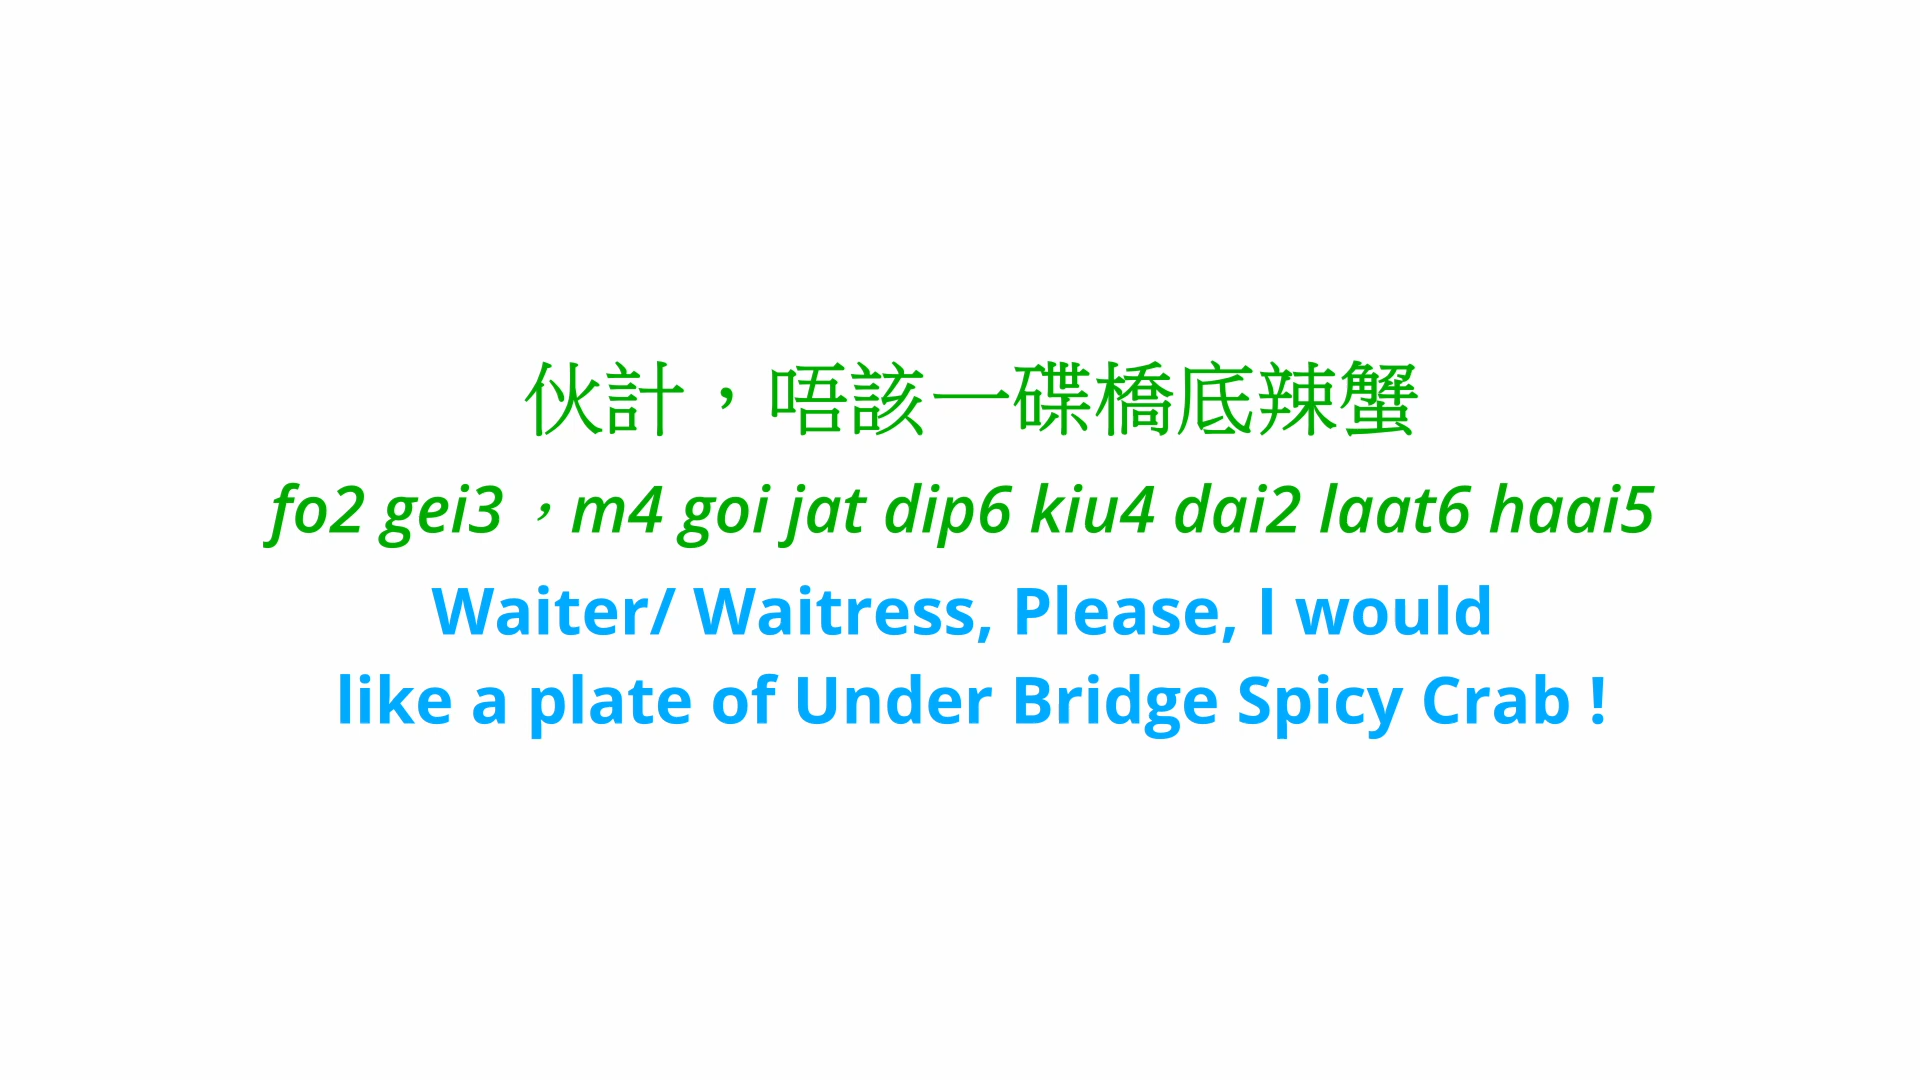 伙計，唔該一碟橋底辣蟹
fo2 gei3，m4 goi jat dip6 kiu4 dai2 laat6 haai5
Waiter/ Waitress, Please, I would
like a plate of Under Bridge Spicy Crab !